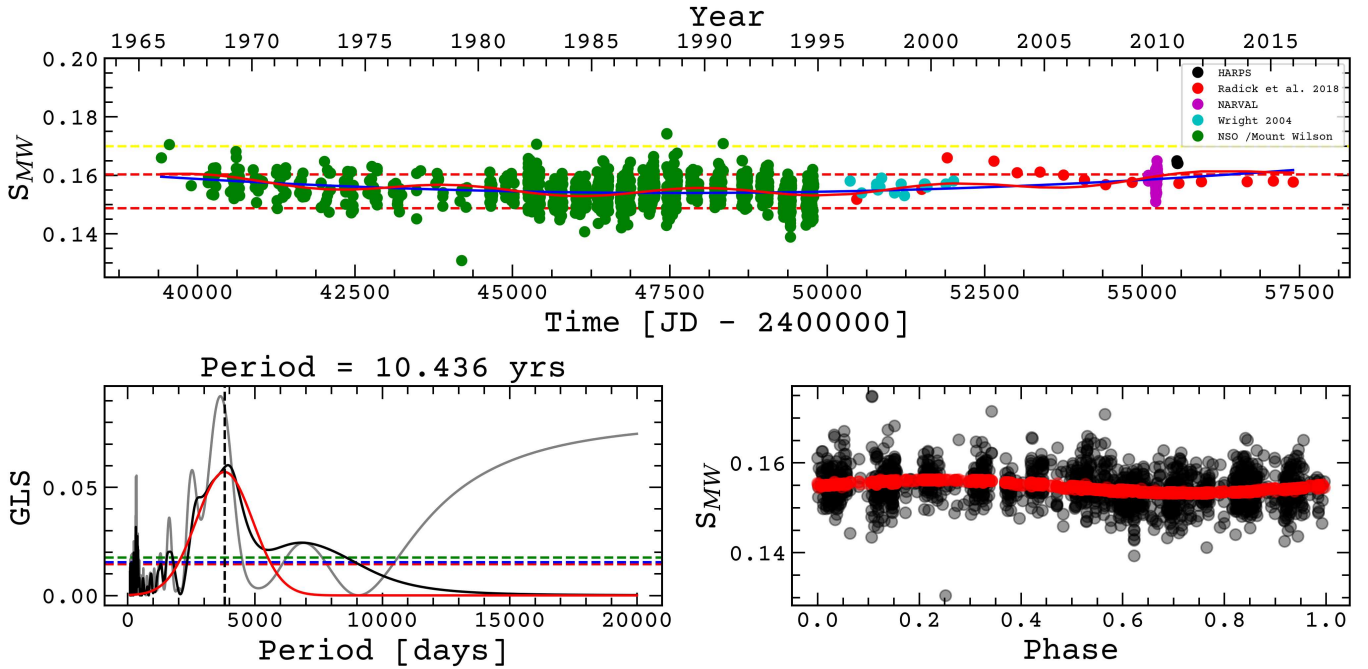 Year
1965 1970 1975 1980 1985 1990 1995 2000 2005 2010 2015
0.20
0.18
0.16
0.14
S_MW
HARPS
Radick et al. 2018
NARVAL
Wright 2004
NSO /Mount Wilson
40000 42500 45000 47500 50000 52500 55000 57500
Time [JD - 2400000]
Period = 10.436 yrs
GLS
0.05
0.00
0 5000 10000 15000 20000
Period [days]
S_MW
0.16
0.14
0.0 0.2 0.4 0.6 0.8 1.0
Phase